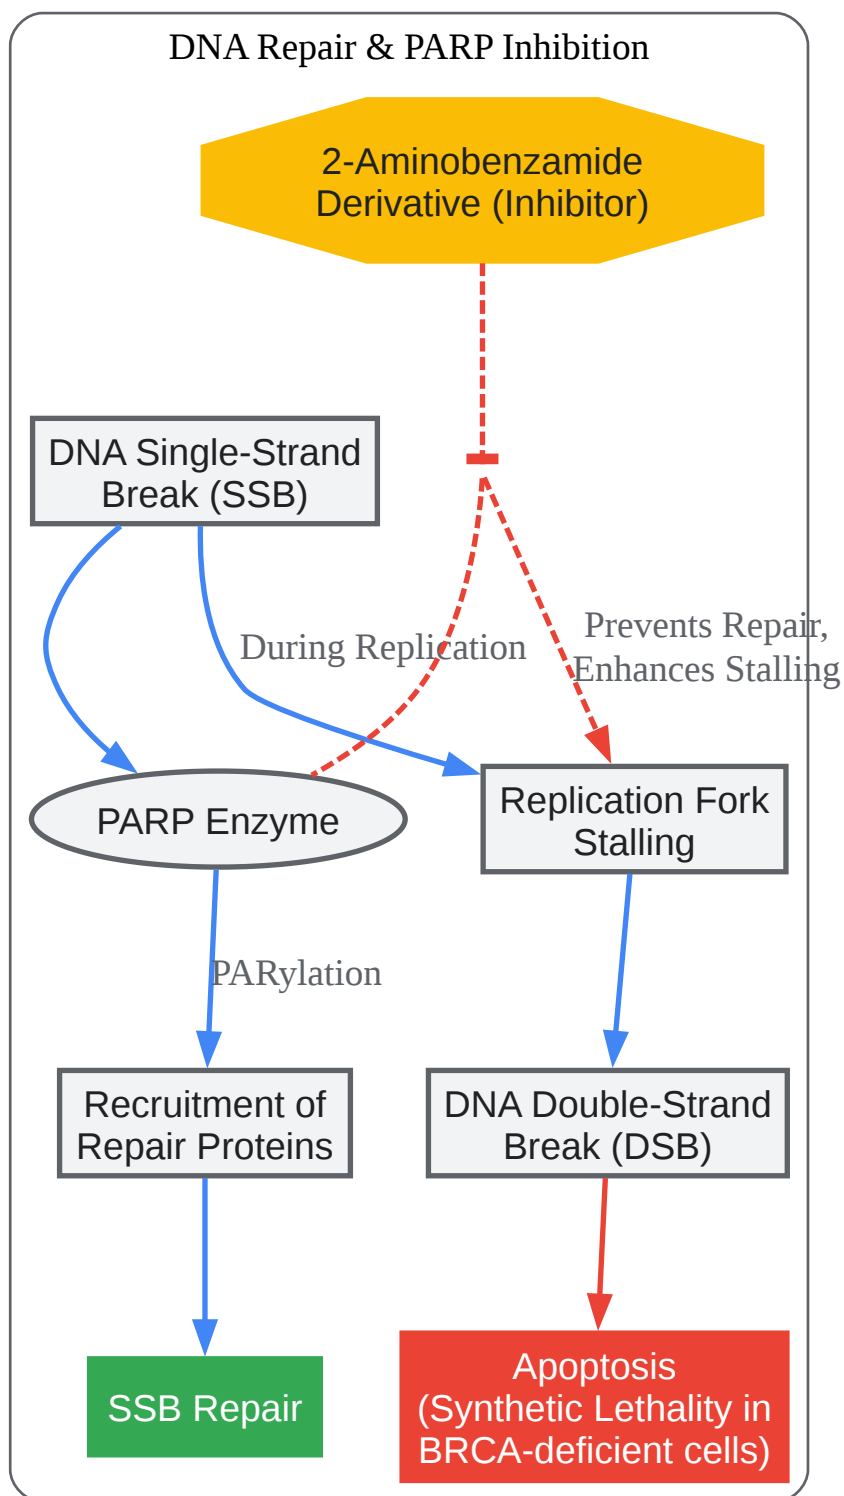 DNA Repair & PARP Inhibition
2-Aminobenzamide
Derivative (Inhibitor)
DNA Single-Strand
Break (SSB)
During Replication
Prevents Repair,
Enhances Stalling
PARP Enzyme
Replication Fork
Stalling
PARylation
Recruitment of
Repair Proteins
DNA Double-Strand
Break (DSB)
SSB Repair
Apoptosis
(Synthetic Lethality in
BRCA-deficient cells)